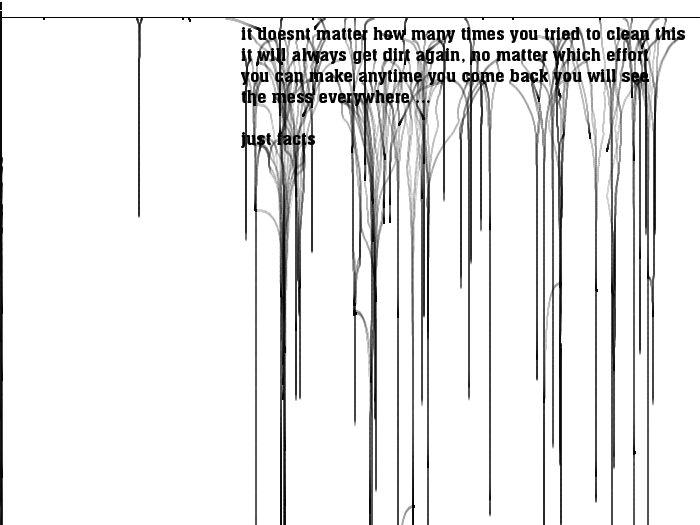 it doesnt matter how many times you tried to clean this
it will always get dirt again, no matter which effort
you can make anytime you come back you will see
the mess everywhere ...
just facts